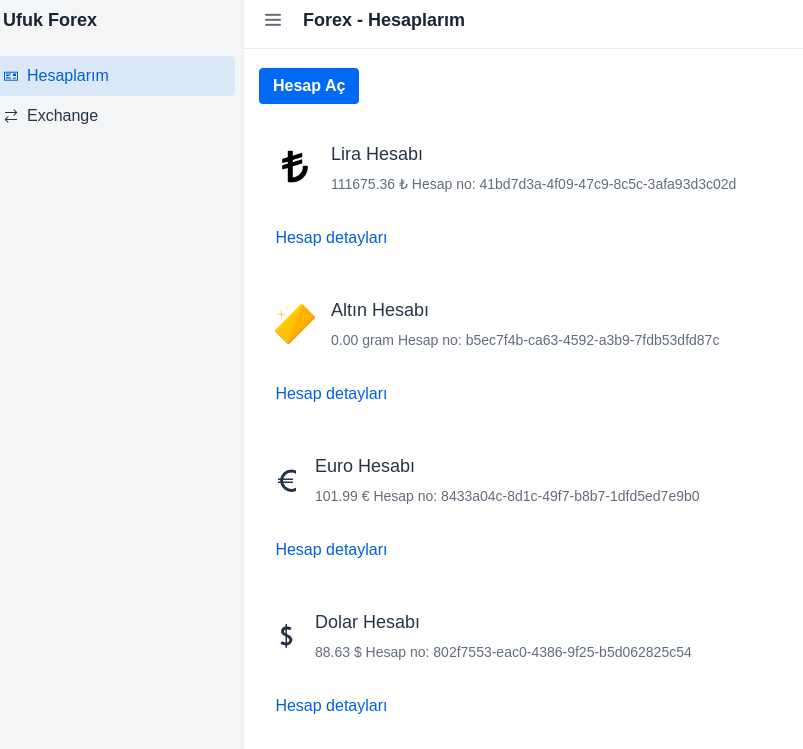 Ufuk Forex
Hesaplarım
Exchange
Forex - Hesaplarım
Hesap Aç
₺
Lira Hesabı
111675.36 ₺ Hesap no: 41bd7d3a-4f09-47c9-8c5c-3afa93d3c02d
Hesap detayları
Altın Hesabı
0.00 gram Hesap no: b5ec7f4b-ca63-4592-a3b9-7fdb53dfd87c
Hesap detayları
€
Euro Hesabı
101.99 € Hesap no: 8433a04c-8d1c-49f7-b8b7-1dfd5ed7e9b0
Hesap detayları
$
Dolar Hesabı
88.63 $ Hesap no: 802f7553-eac0-4386-9f25-b5d062825c54
Hesap detayları